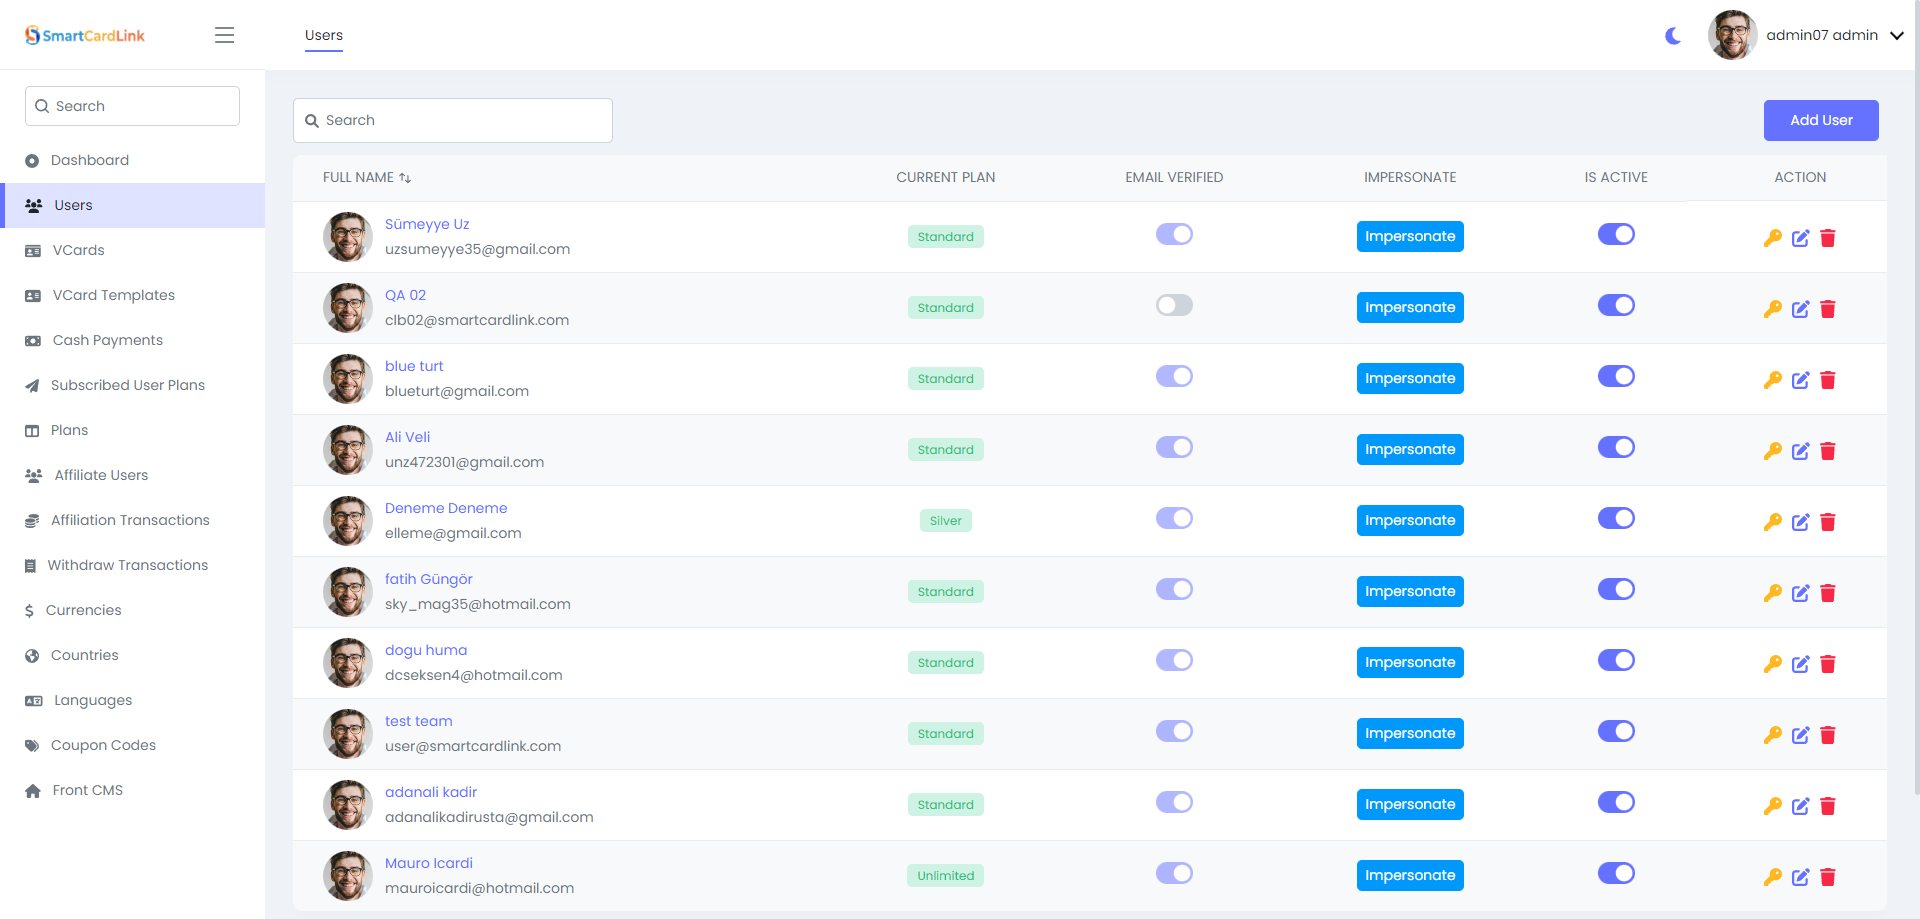 SmartCardLink
Users
admin07 admin
Search
Dashboard
Users
VCards
VCard Templates
Cash Payments
Subscribed User Plans
Plans
Affiliate Users
Affiliation Transactions
Withdraw Transactions
Currencies
Countries
Languages
Coupon Codes
Front CMS
Search
Add User
FULL NAME CURRENT PLAN EMAIL VERIFIED IMPERSONATE IS ACTIVE ACTION
Sümeyye Uz
uzsumeyye35@gmail.com
Standard
Impersonate
QA 02
clb02@smartcardlink.com
Standard
Impersonate
blue turt
blueturt@gmail.com
Standard
Impersonate
Ali Veli
unz472301@gmail.com
Standard
Impersonate
Deneme Deneme
elleme@gmail.com
Silver
Impersonate
fatih Güngör
sky_mag35@hotmail.com
Standard
Impersonate
dogu huma
dcseksen4@hotmail.com
Standard
Impersonate
test team
user@smartcardlink.com
Standard
Impersonate
adanali kadir
adanalikadirusta@gmail.com
Standard
Impersonate
Mauro Icardi
mauroicardi@hotmail.com
Unlimited
Impersonate